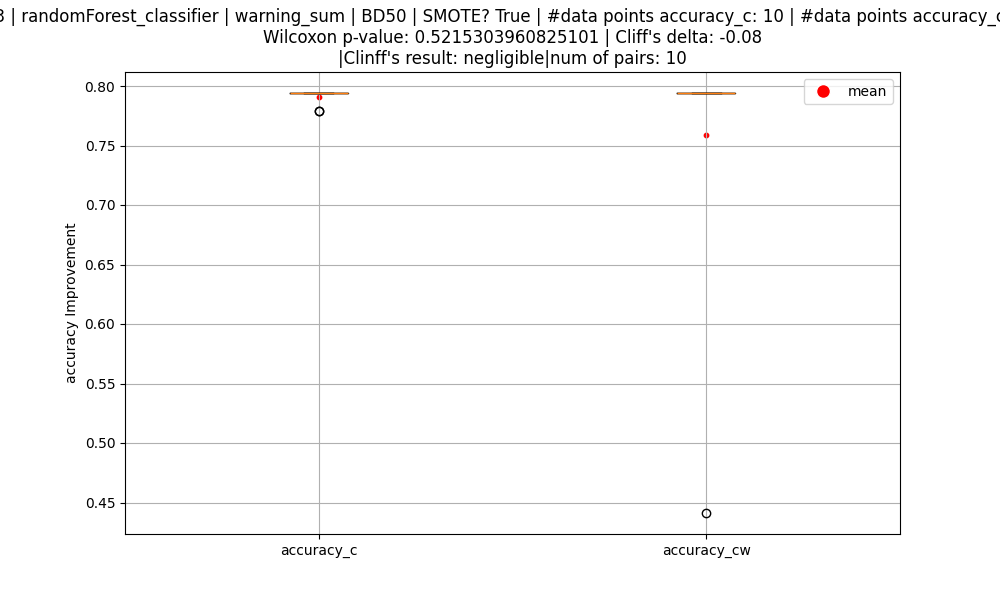 3 | randomForest_classifier | warning_sum | BD50 | SMOTE? True | #data points accuracy_c: 10 | #data points accuracy_c
Wilcoxon p-value: 0.5215303960825101 | Cliff's delta: -0.08
|Clinff's result: negligible|num of pairs: 10
mean
0.80
0.75
0.70
0.65
0.60
0.55
0.50
0.45
accuracy Improvement
accuracy_c
accuracy_cw